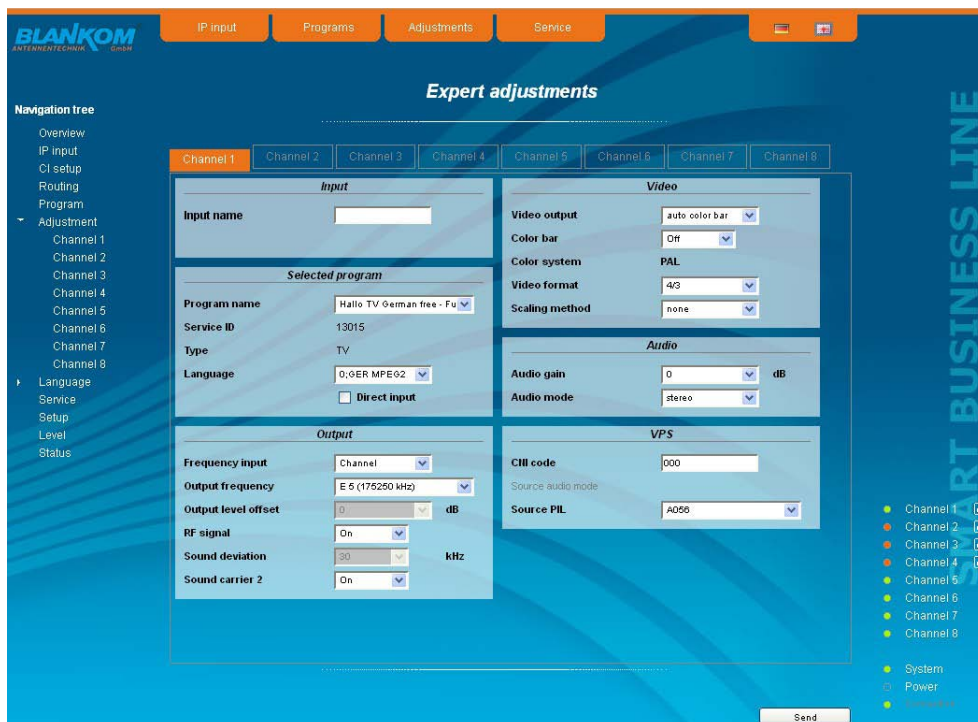 BLANKOM
ANTENNENTECHNIK GmbH
IP input
Programs
Adjustments
Service
Expert adjustments
Navigation tree
Overview
IP input
CI setup
Routing
Program
Adjustment
Channel 1
Channel 2
Channel 3
Channel 4
Channel 5
Channel 6
Channel 7
Channel 8
Language
Service
Setup
Level
Status
Channel 1
Channel 2
Channel 3
Channel 4
Channel 5
Channel 6
Channel 7
Channel 8
Input
Input name
Selected program
Program name Hallo TV German free - Fu
Service ID 13015
Type TV
Language 0;GER MPEG2
Direct input
Output
Frequency input Channel
Output frequency E 5 (175250 kHz)
Output level offset 0 dB
RF signal On
Sound deviation 30 kHz
Sound carrier 2 On
Video
Video output auto color bar
Color bar Off
Color system PAL
Video format 4/3
Scaling method none
Audio
Audio gain 0 dB
Audio mode stereo
VPS
CNI code 000
Source audio mode
Source PIL A056
SMART BUSINESS LINE
Channel 1
Channel 2
Channel 3
Channel 4
Channel 5
Channel 6
Channel 7
Channel 8
System
Power
Send